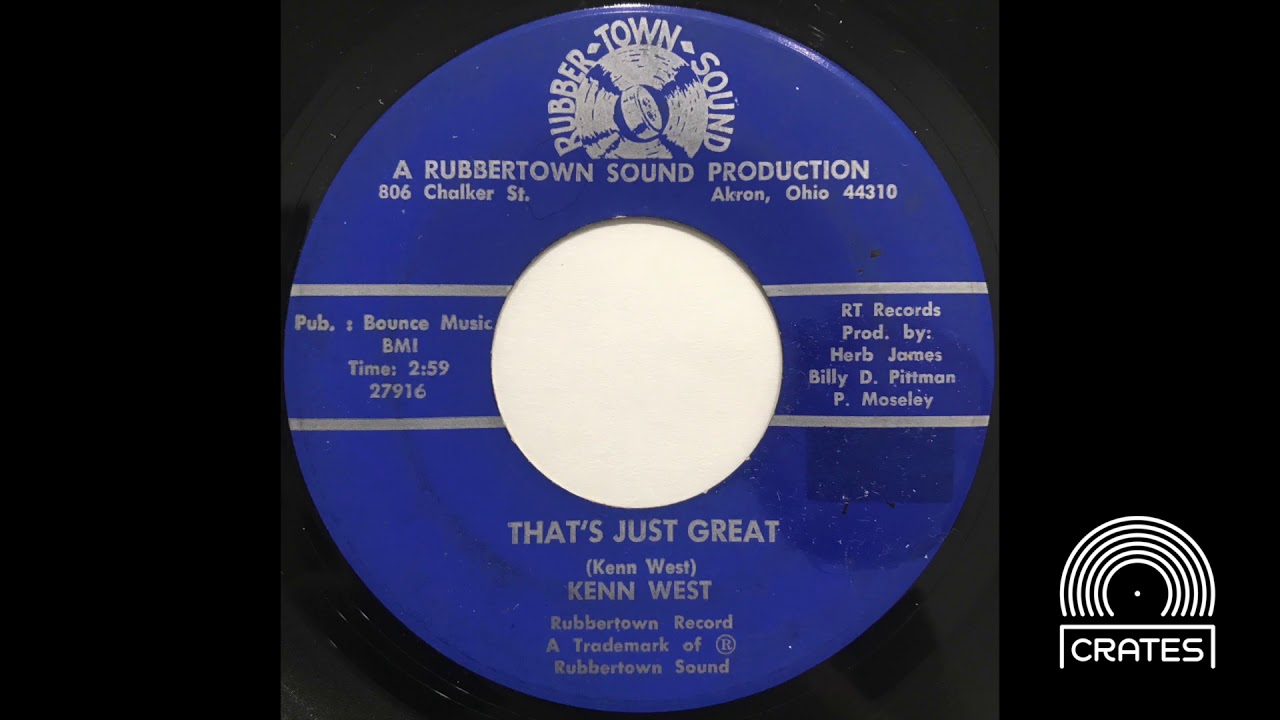 RUBBER-TOWN-SOUND
A RUBBERTOWN SOUND PRODUCTION
806 Chalker St. Akron, Ohio 44310
Pub. : Bounce Music
BMI
Time: 2:59
27916
RT Records
Prod. by:
Herb James
Billy D. Pittman
P. Moseley
THAT'S JUST GREAT
(Kenn West)
KENN WEST
Rubbertown Record
A Trademark of ®
Rubbertown Sound
CRATES